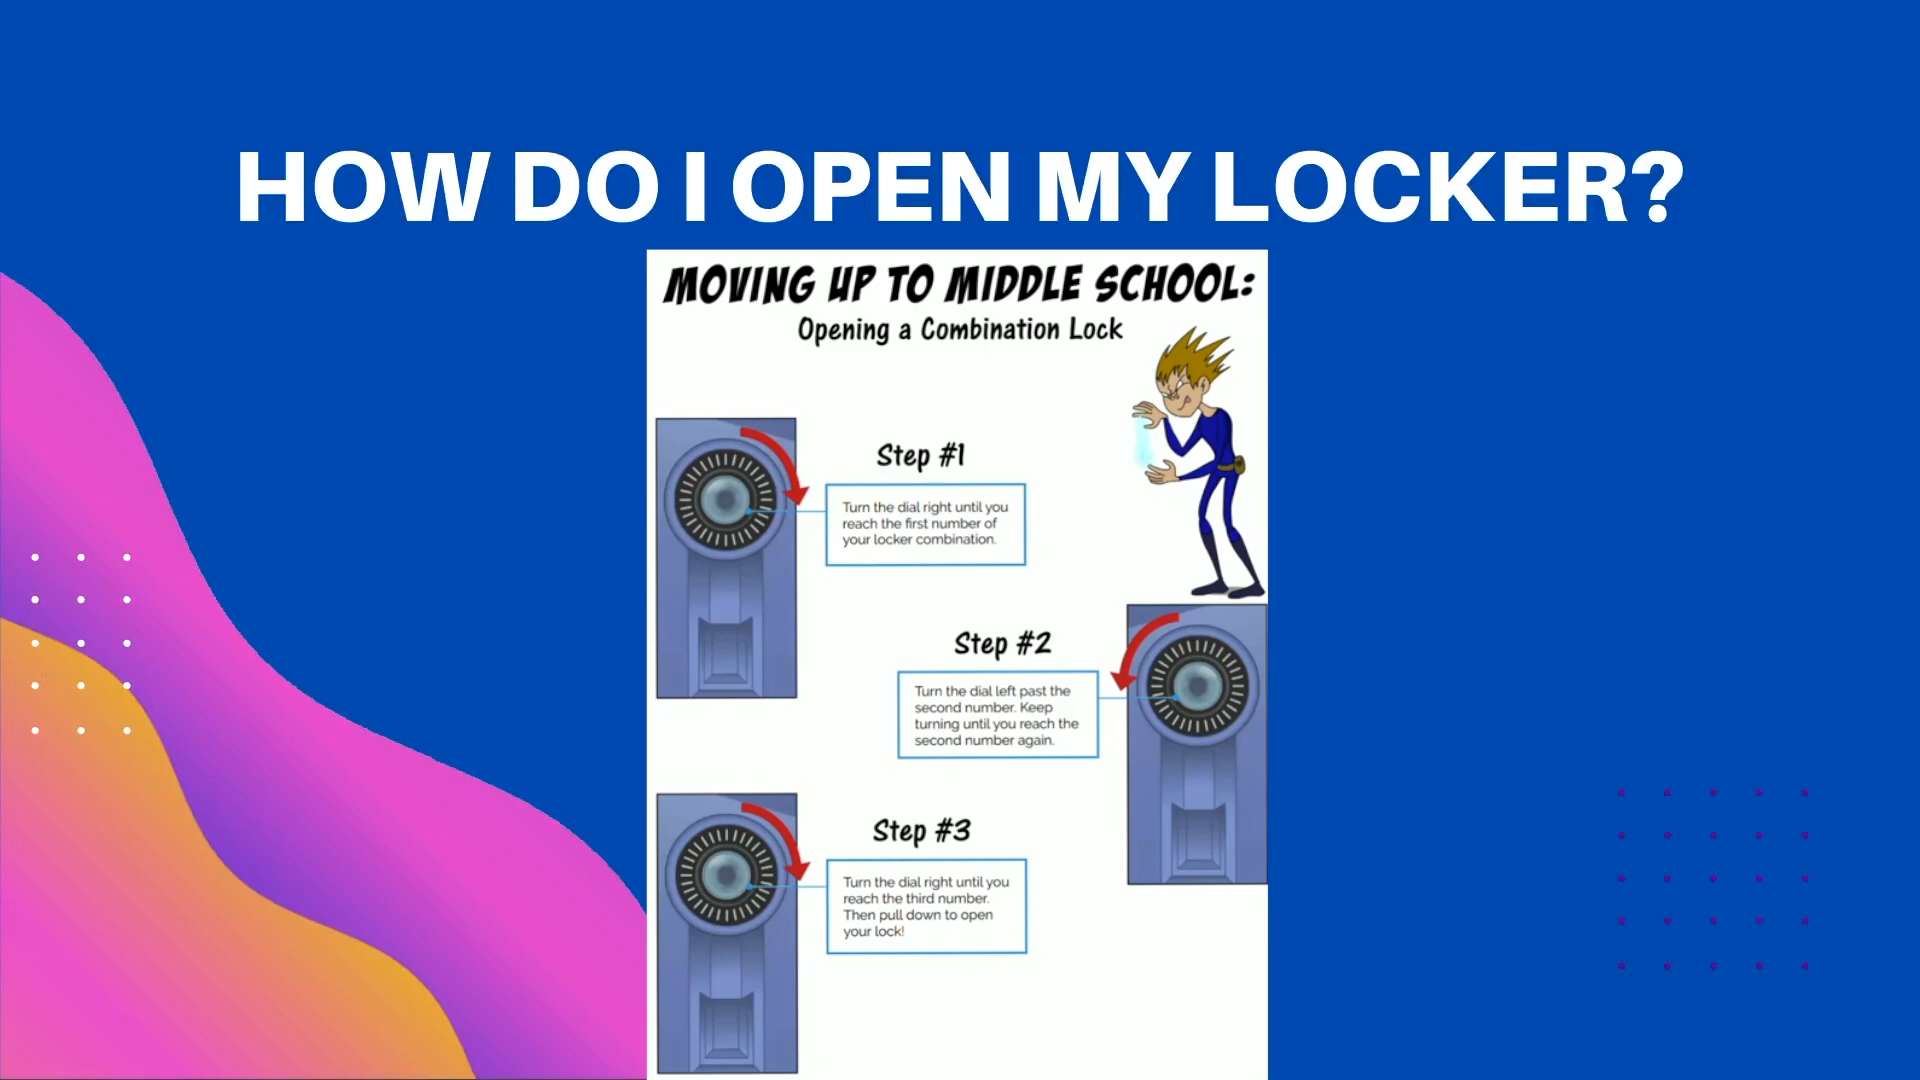 HOW DO I OPEN MY LOCKER?
MOVING UP TO MIDDLE SCHOOL:
Opening a Combination Lock
Step #1
Turn the dial right until you
reach the first number of
your locker combination.
Step #2
Turn the dial left past the
second number. Keep
turning until you reach the
second number again.
Step #3
Turn the dial right until you
reach the third number.
Then pull down to open
your lock!